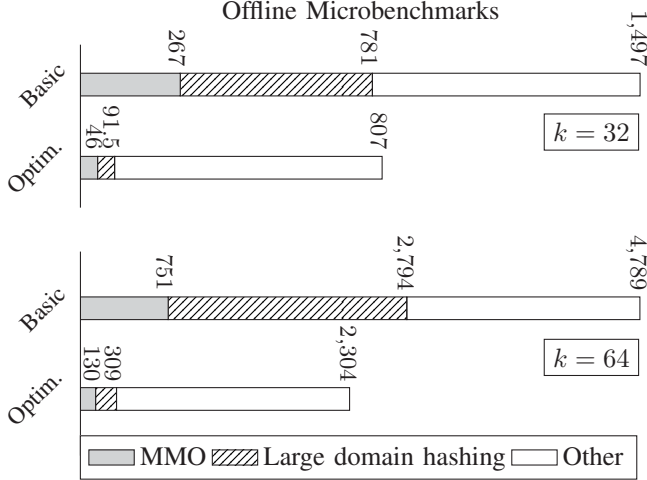 Offline Microbenchmarks
267
781
1,497
Basic
46
91.5
807
Optim.
k = 32
751
2,794
4,789
Basic
130
309
2,304
Optim.
k = 64
MMO Large domain hashing Other